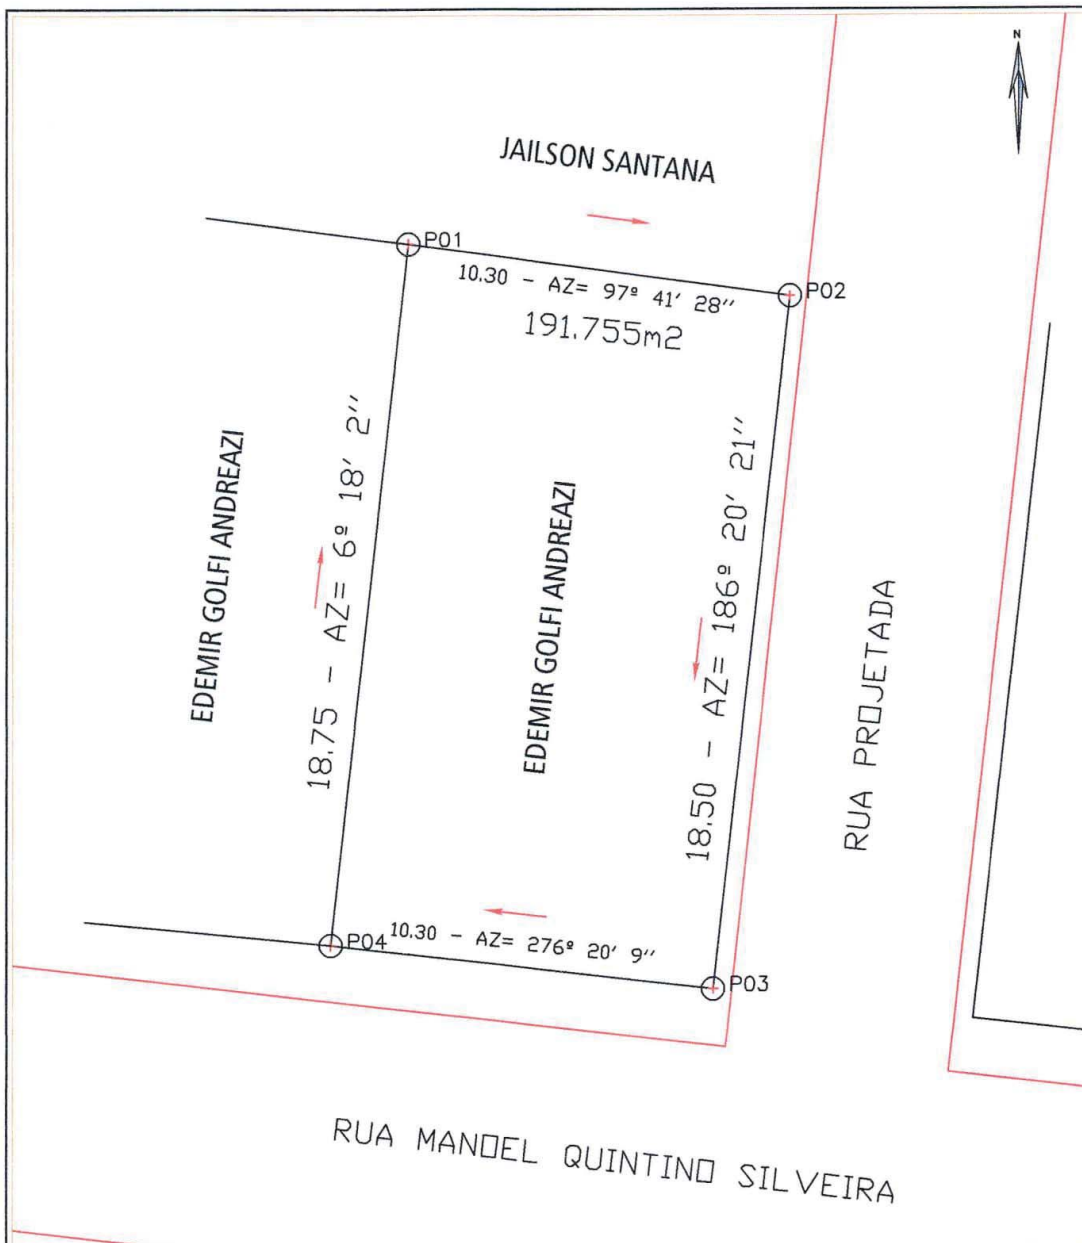 N
JAILSON SANTANA
P01
P02
10.30 - AZ= 97º 41' 28''
191.755m2
EDEMIR GOLFI ANDREAZI
18.75 - AZ= 6º 18' 2''
EDEMIR GOLFI ANDREAZI
18.50 - AZ= 186º 20' 21''
RUA PROJETADA
P04
10.30 - AZ= 276º 20' 9''
P03
RUA MANOEL QUINTINO SILVEIRA